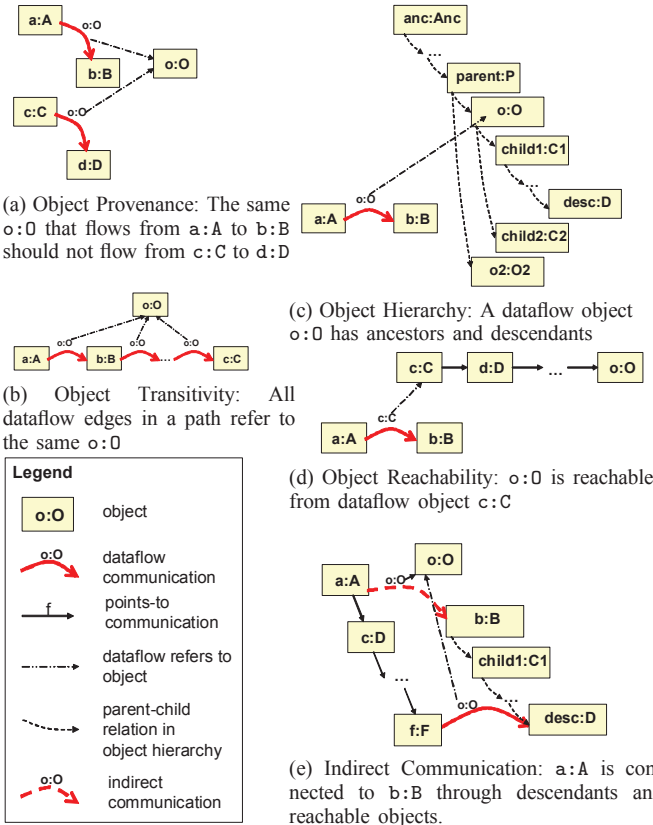 a:A
o:O
b:B
o:O
c:C
o:O
d:D
(a) Object Provenance: The same
o:O that flows from a:A to b:B
should not flow from c:C to d:D
o:O
o:O
o:O
o:O
a:A
b:B
...
c:C
(b) Object Transitivity: All
dataflow edges in a path refer to
the same o:O
Legend
o:O
object
o:O
dataflow
communication
f
points-to
communication
dataflow refers to
object
parent-child
relation in
object hierarchy
o:O
indirect
communication
anc:Anc
...
parent:P
o:O
child1:C1
...
desc:D
o:O
a:A
b:B
child2:C2
o2:O2
(c) Object Hierarchy: A dataflow object
o:O has ancestors and descendants
c:C
d:D
...
o:O
c:C
a:A
b:B
(d) Object Reachability: o:O is reachable
from dataflow object c:C
o:O
a:A
o:O
b:B
c:D
child1:C1
...
...
o:O
desc:D
f:F
(e) Indirect Communication: a:A is con
nected to b:B through descendants an
reachable objects.